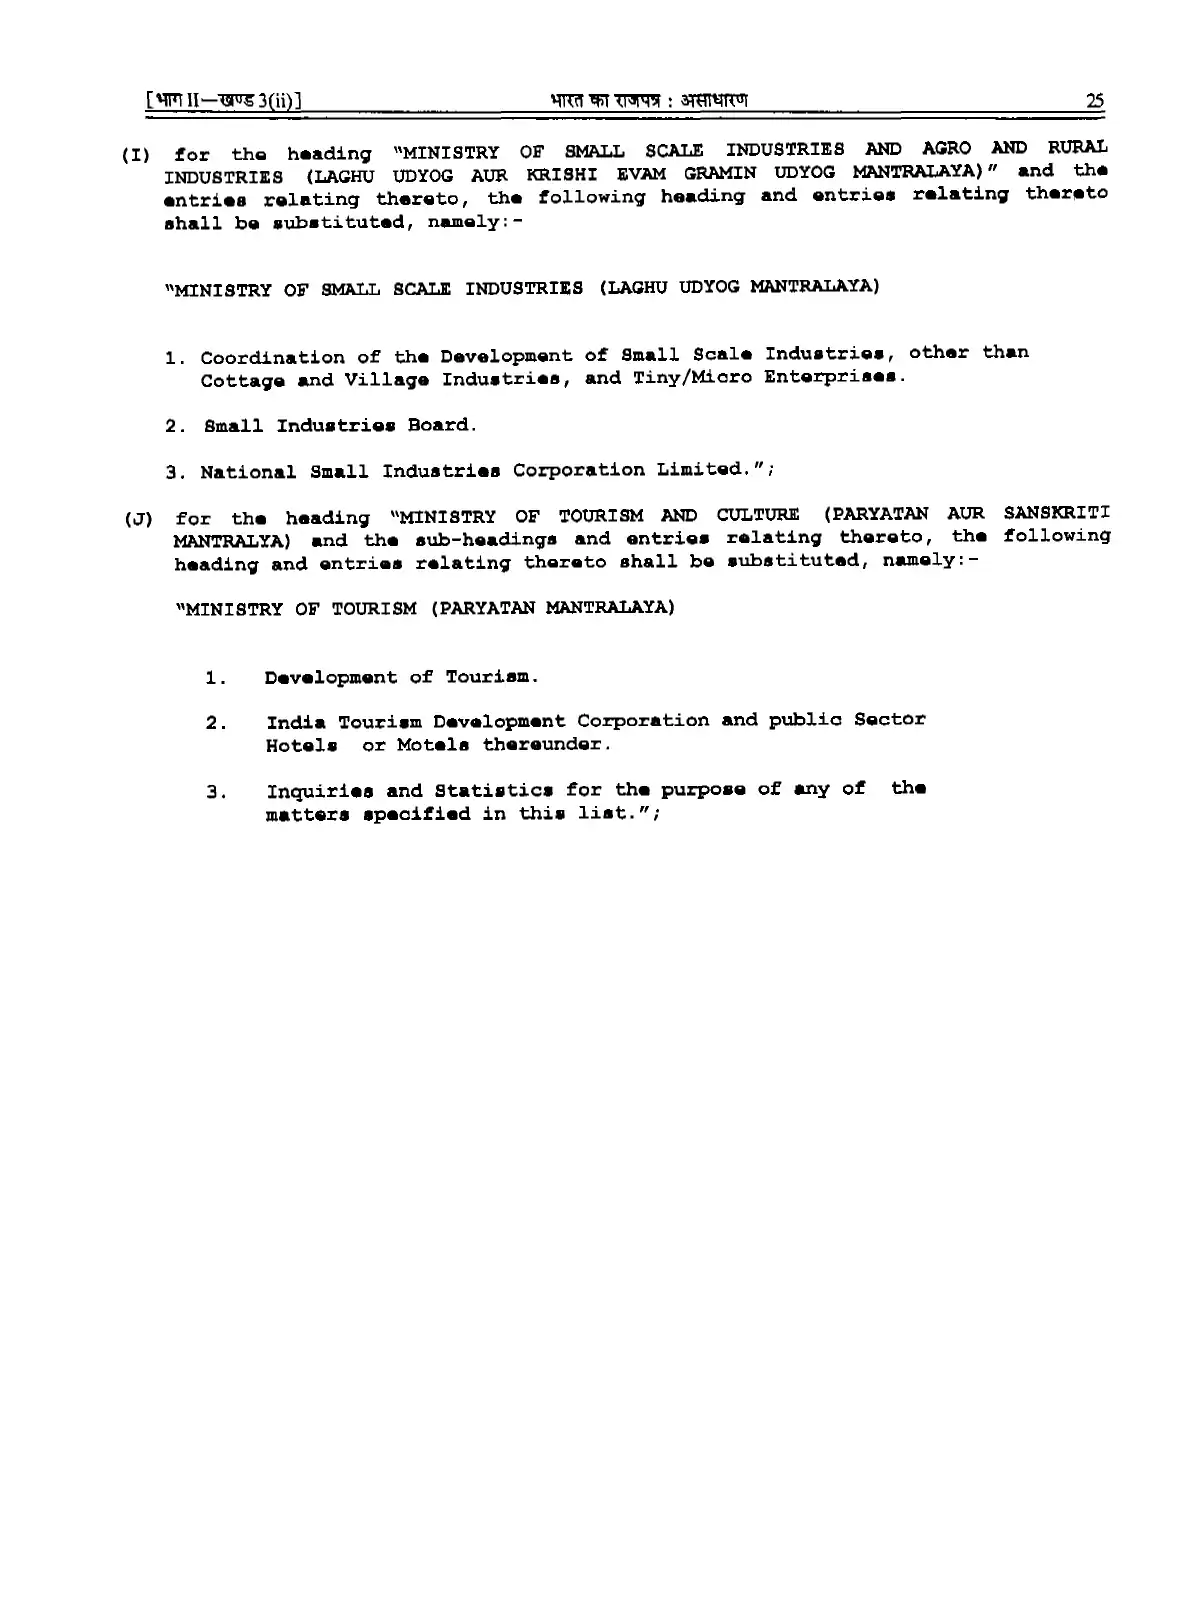 [भाग II—खण्ड 3(ii)] भारत का राजपत्र : असाधारण 25
(I) for the heading "MINISTRY OF SMALL SCALE INDUSTRIES AND AGRO AND RURAL
INDUSTRIES (LAGHU UDYOG AUR KRISHI EVAM GRAMIN UDYOG MANTRALAYA)" and the
entries relating thereto, the following heading and entries relating thereto
shall be substituted, namely:-
"MINISTRY OF SMALL SCALE INDUSTRIES (LAGHU UDYOG MANTRALAYA)
1. Coordination of the Development of Small Scale Industries, other than
Cottage and Village Industries, and Tiny/Micro Enterprises.
2. Small Industries Board.
3. National Small Industries Corporation Limited.";
(J) for the heading "MINISTRY OF TOURISM AND CULTURE (PARYATAN AUR SANSKRITI
MANTRALYA) and the sub-headings and entries relating thereto, the following
heading and entries relating thereto shall be substituted, namely:-
"MINISTRY OF TOURISM (PARYATAN MANTRALAYA)
1. Development of Tourism.
2. India Tourism Development Corporation and public Sector
Hotels or Motels thereunder.
3. Inquiries and Statistics for the purpose of any of the
matters specified in this list.";